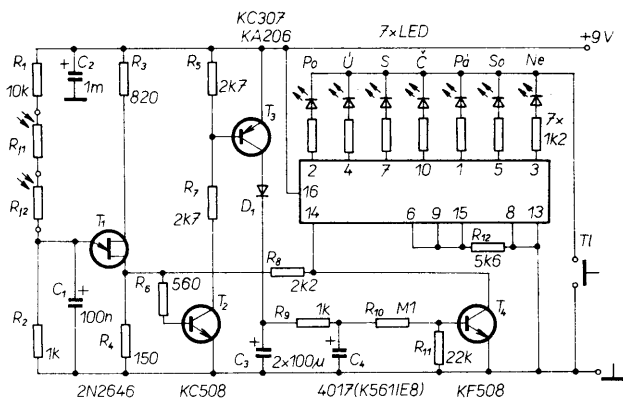 KC307
KA206
7×LED
+9V
R1
10k
C2
1m
R3
820
R5
2k7
T3
Po
Ú
S
Č
Pá
So
Ne
7×
1k2
R11
R12
R7
2k7
D1
2
4
7
10
1
5
3
16
14
6
9
15
8
13
R12
5k6
Tl
T1
C1
100n
R6
560
T2
R8
2k2
T4
R9
1k
R10
M1
R2
1k
R4
150
C3
2×100μ
C4
R11
22k
2N2646
KC508
4017(K561IE8)
KF508